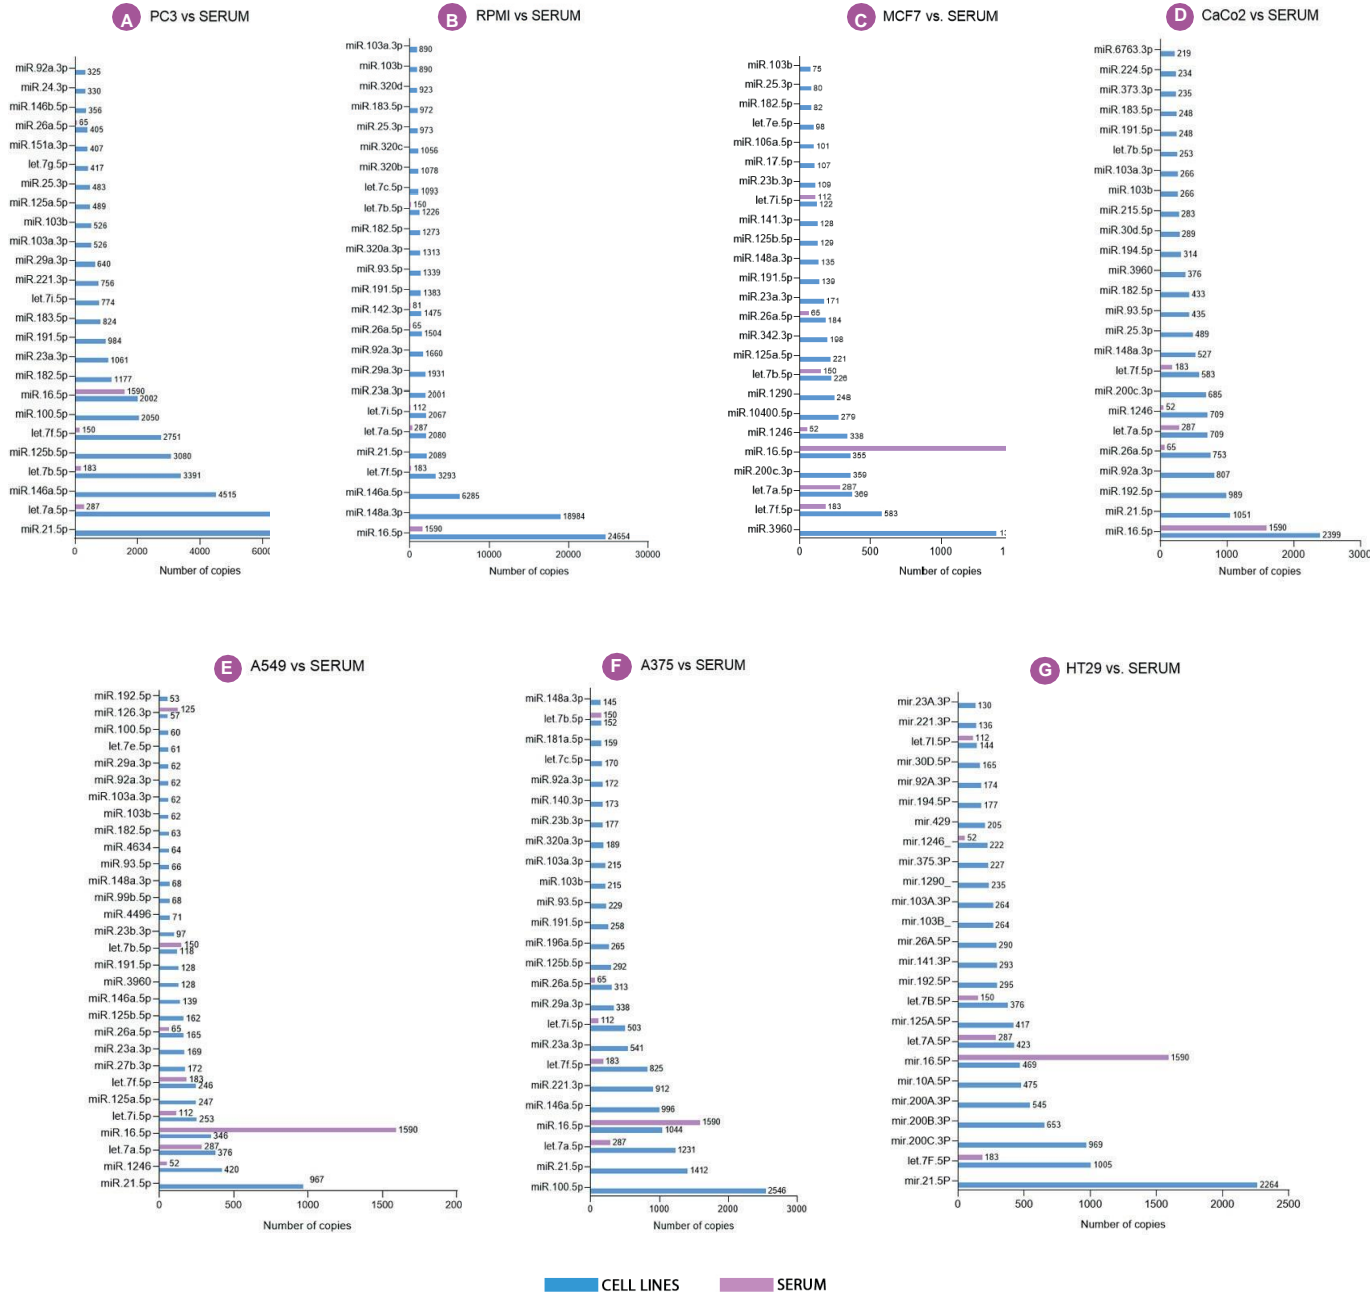 A PC3 vs SERUM
miR.92a.3p 325
miR.24.3p 330
miR.146b.5p 356
miR.26a.5p 65 405
miR.151a.3p 407
let.7g.5p 417
miR.25.3p 483
miR.125a.5p 489
miR.103b 526
miR.103a.3p 526
miR.29a.3p 640
miR.221.3p 756
let.7i.5p 774
miR.183.5p 824
miR.191.5p 984
miR.23a.3p 1061
miR.182.5p 1177
miR.16.5p 1590 2002
miR.100.5p 2050
let.7f.5p 150 2751
miR.125b.5p 3080
let.7b.5p 183 3391
miR.146a.5p 4515
let.7a.5p 287
miR.21.5p
0 2000 4000 6000
Number of copies
B RPMI vs SERUM
miR.103a.3p 890
miR.103b 890
miR.320d 923
miR.183.5p 972
miR.25.3p 973
miR.320c 1056
miR.320b 1078
let.7c.5p 1093
let.7b.5p 150 1226
miR.182.5p 1273
miR.320a.3p 1313
miR.93.5p 1339
miR.191.5p 1383
miR.142.3p 81 1475
miR.26a.5p 65 1504
miR.92a.3p 1660
miR.29a.3p 1931
miR.23a.3p 2001
let.7i.5p 112 2067
let.7a.5p 287 2080
miR.21.5p 2089
let.7f.5p 183 3293
miR.146a.5p 6285
miR.148a.3p 18984
miR.16.5p 1590 24654
0 10000 20000 30000
Number of copies
C MCF7 vs. SERUM
miR.103b 75
miR.25.3p 80
miR.182.5p 82
let.7e.5p 98
miR.106a.5p 101
miR.17.5p 107
miR.23b.3p 109
let.7i.5p 112 122
miR.141.3p 128
miR.125b.5p 129
miR.148a.3p 135
miR.191.5p 139
miR.23a.3p 171
miR.26a.5p 65 184
miR.342.3p 198
miR.125a.5p 221
let.7b.5p 150 226
miR.1290 248
miR.10400.5p 279
miR.1246 52 338
miR.16.5p 355
miR.200c.3p 359
let.7a.5p 287 369
let.7f.5p 183 583
miR.3960 1
0 500 1000 1
Number of copies
D CaCo2 vs SERUM
miR.6763.3p 219
miR.224.5p 234
miR.373.3p 235
miR.183.5p 248
miR.191.5p 248
let.7b.5p 253
miR.103a.3p 266
miR.103b 266
miR.215.5p 283
miR.30d.5p 289
miR.194.5p 314
miR.3960 376
miR.182.5p 433
miR.93.5p 435
miR.25.3p 489
miR.148a.3p 527
let.7f.5p 183 583
miR.200c.3p 685
miR.1246 52 709
let.7a.5p 287 709
miR.26a.5p 65 753
miR.92a.3p 807
miR.192.5p 989
miR.21.5p 1051
miR.16.5p 1590 2399
0 1000 2000 3000
Number of copies
E A549 vs SERUM
miR.192.5p 53
miR.126.3p 125 57
miR.100.5p 60
let.7e.5p 61
miR.29a.3p 62
miR.92a.3p 62
miR.103a.3p 62
miR.103b 62
miR.182.5p 63
miR.4634 64
miR.93.5p 66
miR.148a.3p 68
miR.99b.5p 68
miR.4496 71
miR.23b.3p 97
let.7b.5p 150 118
miR.191.5p 128
miR.3960 128
miR.146a.5p 139
miR.125b.5p 162
miR.26a.5p 65 165
miR.23a.3p 169
miR.27b.3p 172
let.7f.5p 183 246
miR.125a.5p 247
let.7i.5p 112 253
miR.16.5p 1590 346
let.7a.5p 287 376
miR.1246 52 420
miR.21.5p 967
0 500 1000 1500 200
Number of copies
F A375 vs SERUM
miR.148a.3p 145
let.7b.5p 150 152
miR.181a.5p 159
let.7c.5p 170
miR.92a.3p 172
miR.140.3p 173
miR.23b.3p 177
miR.320a.3p 189
miR.103a.3p 215
miR.103b 215
miR.93.5p 229
miR.191.5p 258
miR.196a.5p 265
miR.125b.5p 292
miR.26a.5p 65 313
miR.29a.3p 338
let.7i.5p 112 503
miR.23a.3p 541
let.7f.5p 183 825
miR.221.3p 912
miR.146a.5p 996
miR.16.5p 1590 1044
let.7a.5p 287 1231
miR.21.5p 1412
miR.100.5p 2546
0 1000 2000 3000
Number of copies
G HT29 vs. SERUM
mir.23A.3P 130
mir.221.3P 136
let.7I.5P 112 144
mir.30D.5P 165
mir.92A.3P 174
mir.194.5P 177
mir.429 205
mir.1246_ 52 222
mir.375.3P 227
mir.1290_ 235
mir.103A.3P 264
mir.103B_ 264
mir.26A.5P 290
mir.141.3P 293
mir.192.5P 295
let.7B.5P 150 376
mir.125A.5P 417
let.7A.5P 287 423
mir.16.5P 1590 469
mir.10A.5P 475
mir.200A.3P 545
mir.200B.3P 653
mir.200C.3P 969
let.7F.5P 183 1005
mir.21.5P 2264
0 500 1000 1500 2000 2500
Number of copies
CELL LINES SERUM